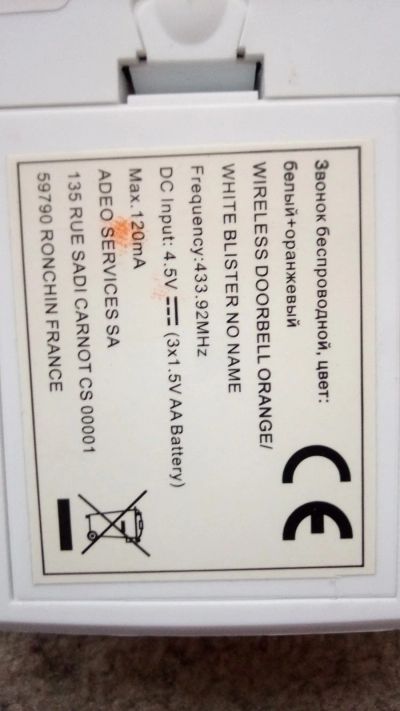 Звонок беспроводной, цвет:
белый+оранжевый
WIRELESS DOORBELL ORANGE/
WHITE BLISTER NO NAME
Frequency:433.92MHz
DC Input: 4.5V (3x1.5V AA Battery)
Max.120mA
ADEO SERVICES SA
135 RUE SADI CARNOT CS 00001
59790 RONCHIN FRANCE
CE